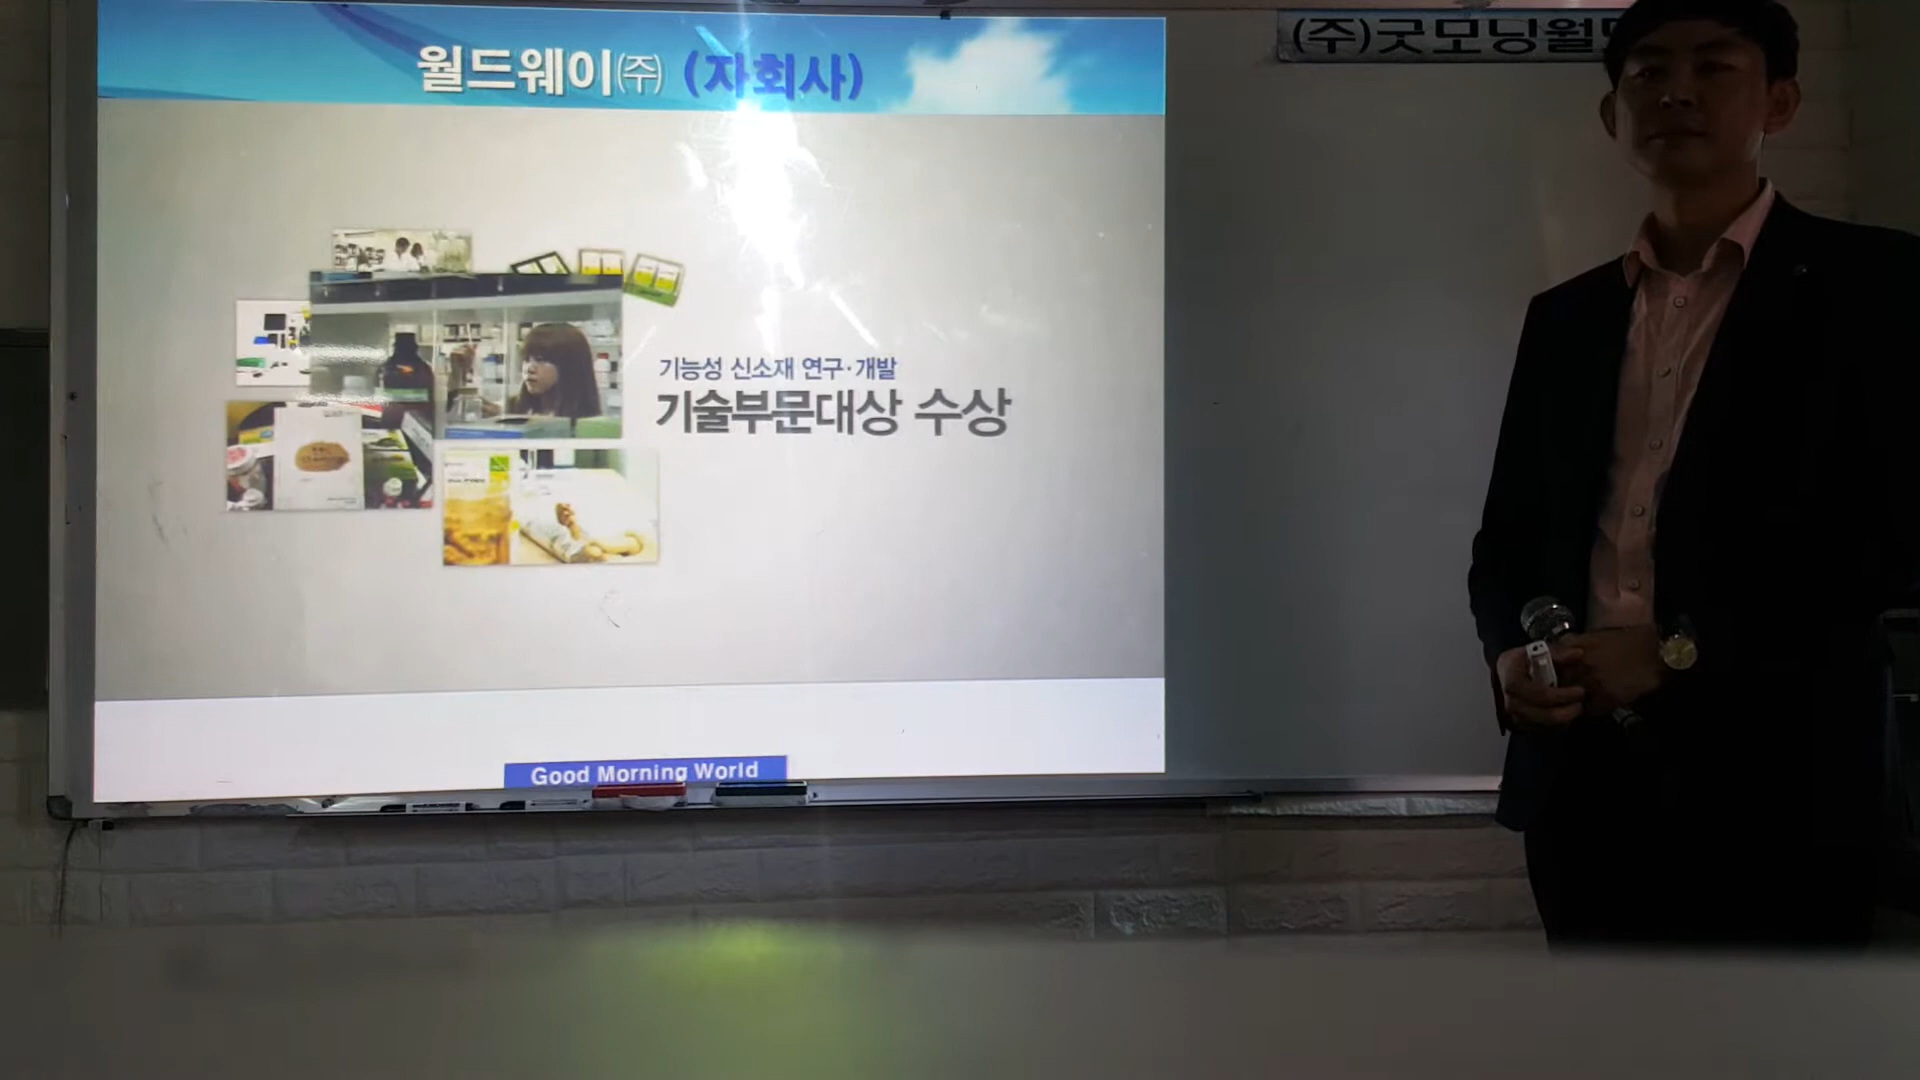 월드웨이㈜ (자회사)
(주)굿모닝월드
기능성 신소재 연구·개발
기술부문대상 수상
Good Morning World